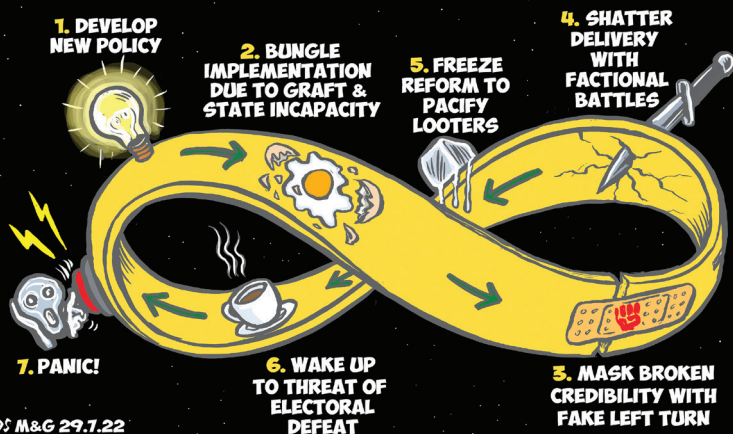 1. DEVELOP
NEW POLICY
2. BUNGLE
IMPLEMENTATION
DUE TO GRAFT &
STATE INCAPACITY
3. MASK BROKEN
CREDIBILITY WITH
FAKE LEFT TURN
4. SHATTER
DELIVERY
WITH
FACTIONAL
BATTLES
5. FREEZE
REFORM TO
PACIFY
LOOTERS
6. WAKE UP
TO THREAT OF
ELECTORAL
DEFEAT
7. PANIC!
M&G 29.7.22